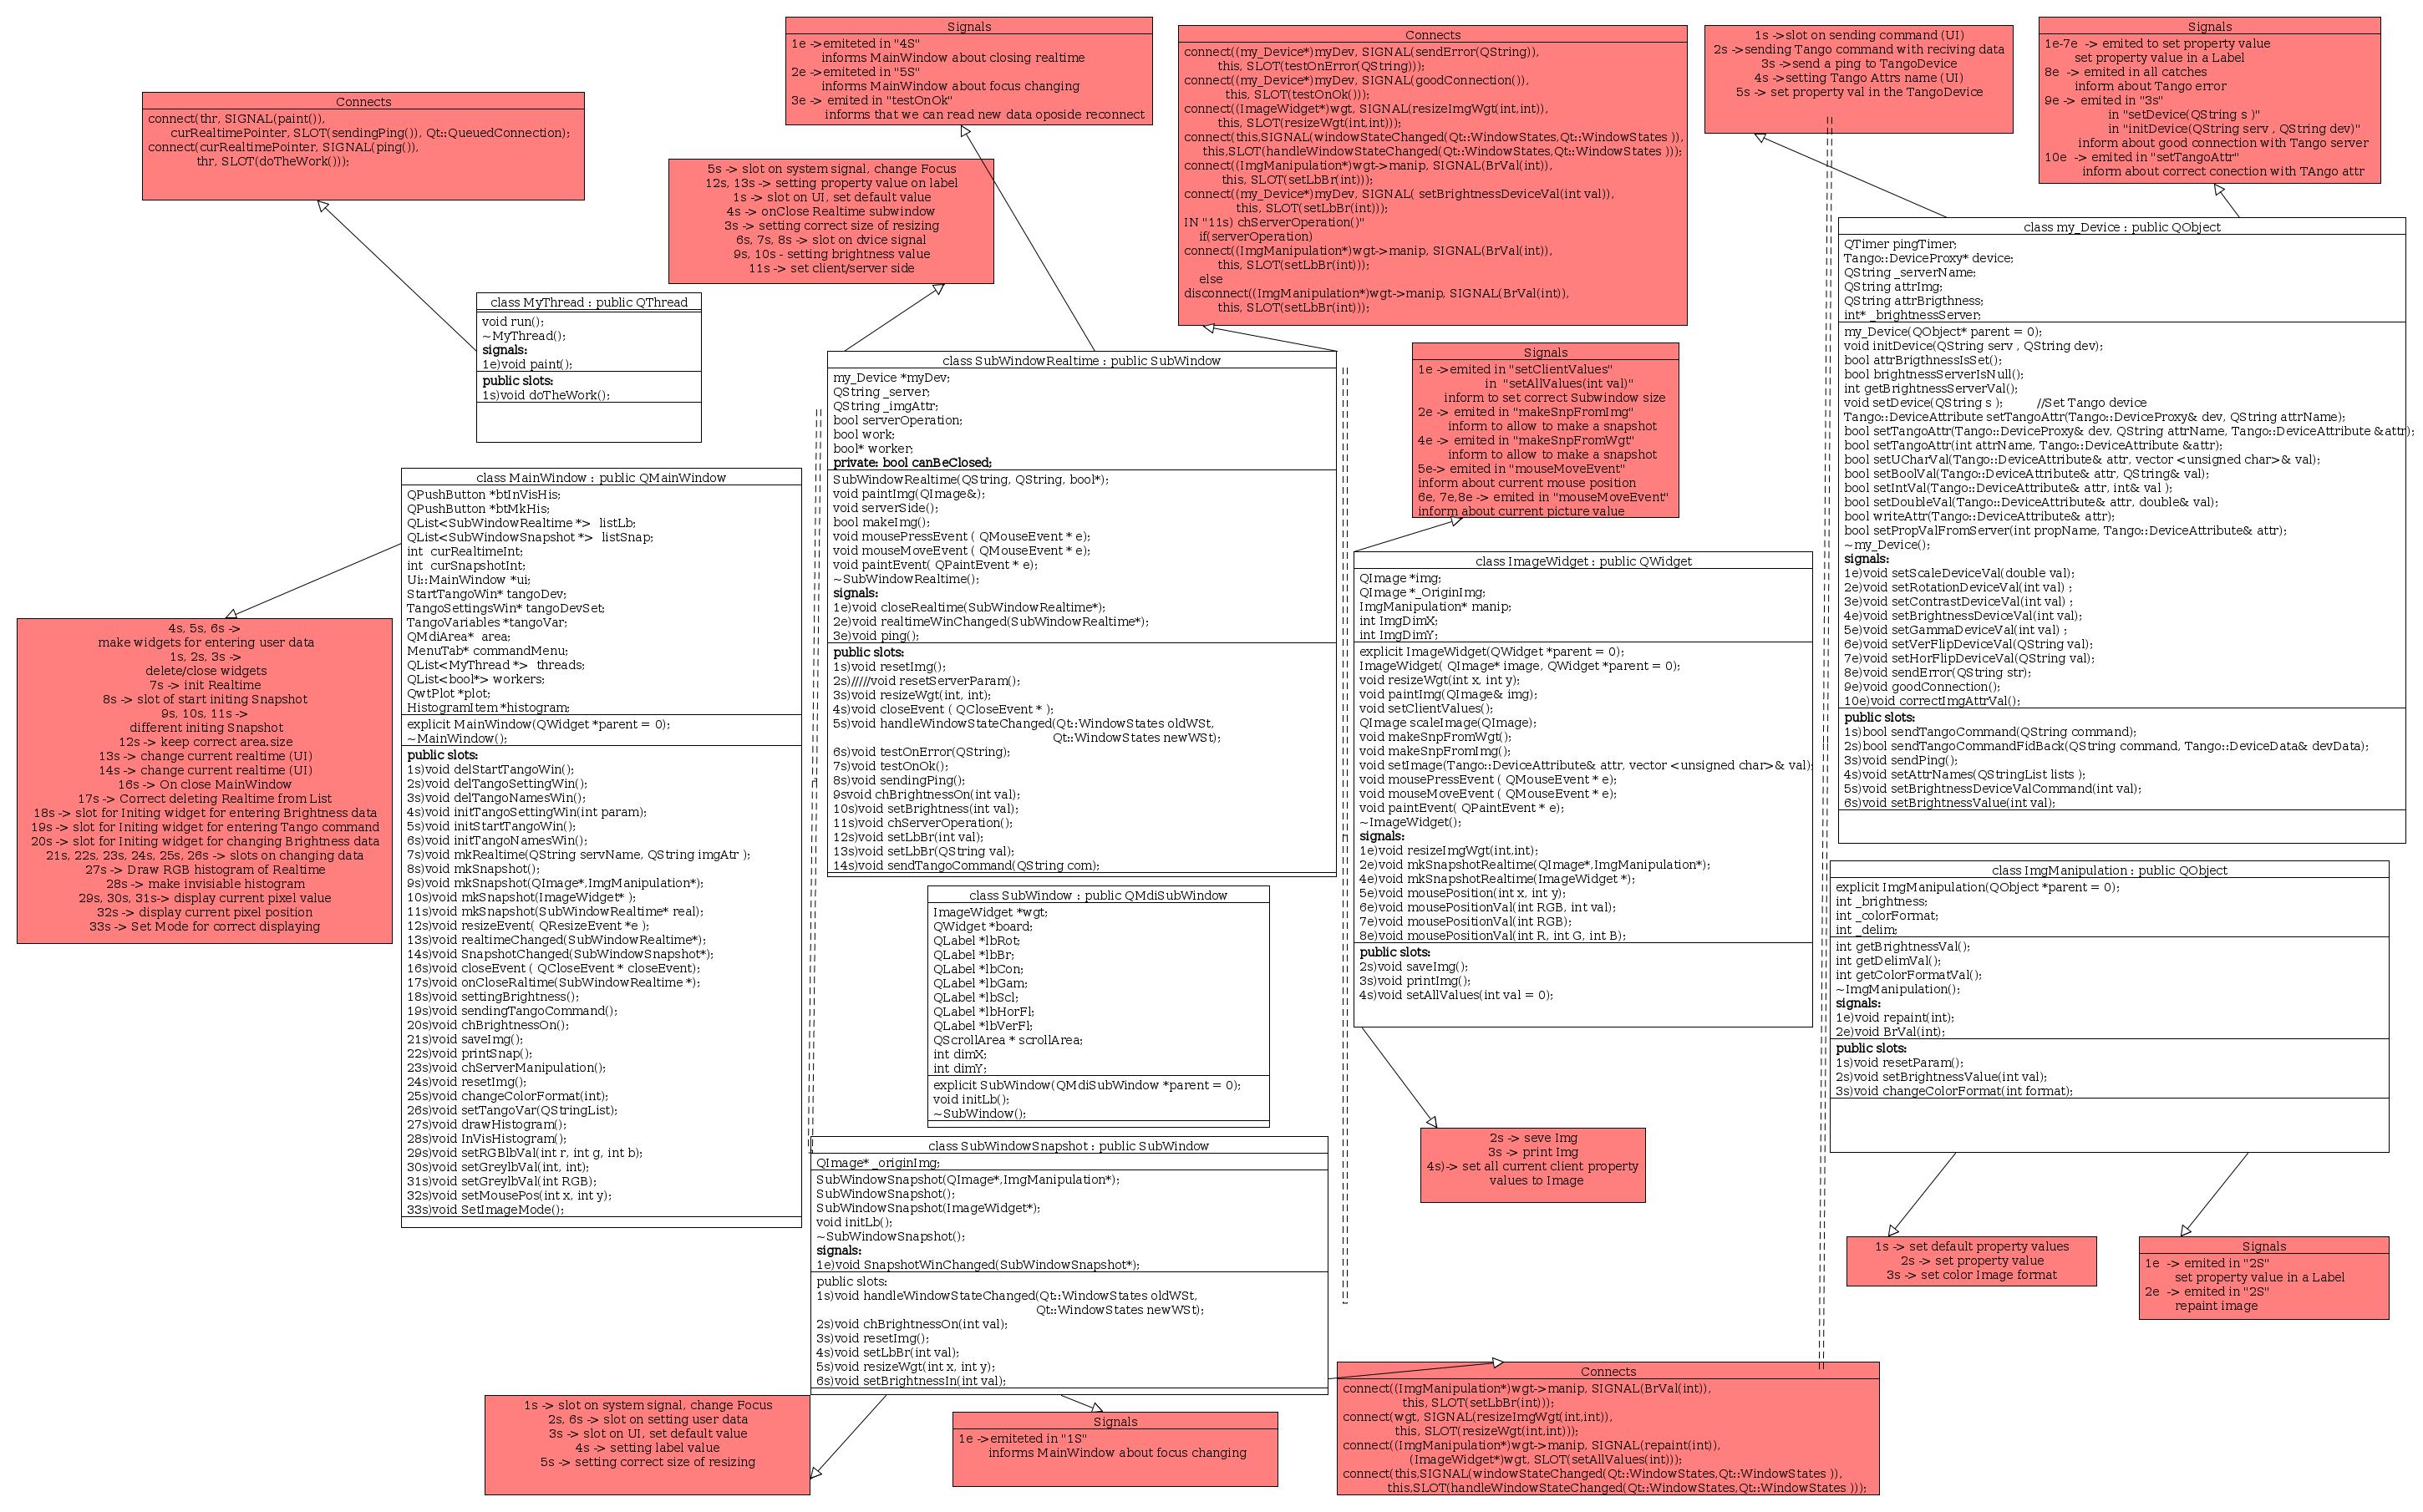 Connects
connect(thr, SIGNAL(paint()),
curRealtimePointer, SLOT(sendingPing()), Qt::QueuedConnection);
connect(curRealtimePointer, SIGNAL(ping()),
thr, SLOT(doTheWork()));
Signals
1e ->emiteted in "4S"
informs MainWindow about closing realtime
2e ->emiteted in "5S"
informs MainWindow about focus changing
3e -> emited in "testOnOk"
informs that we can read new data oposide reconnect
5s -> slot on system signal, change Focus
12s, 13s -> setting property value on label
1s -> slot on UI, set default value
4s -> onClose Realtime subwindow
3s -> setting correct size of resizing
6s, 7s, 8s -> slot on dvice signal
9s, 10s - setting brightness value
11s -> set client/server side
Connects
connect((my_Device*)myDev, SIGNAL(sendError(QString)),
this, SLOT(testOnError(QString)));
connect((my_Device*)myDev, SIGNAL(goodConnection()),
this, SLOT(testOnOk()));
connect((ImageWidget*)wgt, SIGNAL(resizeImgWgt(int,int)),
this, SLOT(resizeWgt(int,int)));
connect(this,SIGNAL(windowStateChanged(Qt::WindowStates,Qt::WindowStates )),
this,SLOT(handleWindowStateChanged(Qt::WindowStates,Qt::WindowStates )));
connect((ImgManipulation*)wgt->manip, SIGNAL(BrVal(int)),
this, SLOT(setLbBr(int)));
connect((my_Device*)myDev, SIGNAL( setBrightnessDeviceVal(int val)),
this, SLOT(setLbBr(int)));
IN "11s) chServerOperation()"
if(serverOperation)
connect((ImgManipulation*)wgt->manip, SIGNAL(BrVal(int)),
this, SLOT(setLbBr(int)));
else
disconnect((ImgManipulation*)wgt->manip, SIGNAL(BrVal(int)),
this, SLOT(setLbBr(int)));
1s ->slot on sending command (UI)
2s ->sending Tango command with reciving data
3s ->send a ping to TangoDevice
4s ->setting Tango Attrs name (UI)
5s -> set property val in the TangoDevice
Signals
1e-7e -> emited to set property value
set property value in a Label
8e -> emited in all catches
inform about Tango error
9e -> emited in "3s"
in "setDevice(QString s )"
in "initDevice(QString serv , QString dev)"
inform about good connection with Tango server
10e -> emited in "setTangoAttr"
inform about correct conection with TAngo attr
class MyThread : public QThread
void run();
~MyThread();
signals:
1e)void paint();
public slots:
1s)void doTheWork();
class MainWindow : public QMainWindow
QPushButton *btInVisHis;
QPushButton *btMkHis;
QList<SubWindowRealtime *> listLb;
QList<SubWindowSnapshot *> listSnap;
int curRealtimeInt;
int curSnapshotInt;
Ui::MainWindow *ui;
StartTangoWin* tangoDev;
TangoSettingsWin* tangoDevSet;
TangoVariables *tangoVar;
QMdiArea* area;
MenuTab* commandMenu;
QList<MyThread *> threads;
QList<bool*> workers;
QwtPlot *plot;
HistogramItem *histogram;
explicit MainWindow(QWidget *parent = 0);
~MainWindow();
public slots:
1s)void delStartTangoWin();
2s)void delTangoSettingWin();
3s)void delTangoNamesWin();
4s)void initTangoSettingWin(int param);
5s)void initStartTangoWin();
6s)void initTangoNamesWin();
7s)void mkRealtime(QString servName, QString imgAtr );
8s)void mkSnapshot();
9s)void mkSnapshot(QImage*,ImgManipulation*);
10s)void mkSnapshot(ImageWidget* );
11s)void mkSnapshot(SubWindowRealtime* real);
12s)void resizeEvent( QResizeEvent *e );
13s)void realtimeChanged(SubWindowRealtime*);
14s)void SnapshotChanged(SubWindowSnapshot*);
16s)void closeEvent ( QCloseEvent * closeEvent);
17s)void onCloseRaltime(SubWindowRealtime *);
18s)void settingBrightness();
19s)void sendingTangoCommand();
20s)void chBrightnessOn();
21s)void saveImg();
22s)void printSnap();
23s)void chServerManipulation();
24s)void resetImg();
25s)void changeColorFormat(int);
26s)void setTangoVar(QStringList);
27s)void drawHistogram();
28s)void InVisHistogram();
29s)void setRGBlbVal(int r, int g, int b);
30s)void setGreylbVal(int, int);
31s)void setGreylbVal(int RGB);
32s)void setMousePos(int x, int y);
33s)void SetImageMode();
4s, 5s, 6s ->
make widgets for entering user data
1s, 2s, 3s ->
delete/close widgets
7s -> init Realtime
8s -> slot of start initing Snapshot
9s, 10s, 11s ->
different initing Snapshot
12s -> keep correct area.size
13s -> change current realtime (UI)
14s -> change current realtime (UI)
16s -> On close MainWindow
17s -> Correct deleting Realtime from List
18s -> slot for Initing widget for entering Brightness data
19s -> slot for Initing widget for entering Tango command
20s -> slot for Initing widget for changing Brightness data
21s, 22s, 23s, 24s, 25s, 26s -> slots on changing data
27s -> Draw RGB histogram of Realtime
28s -> make invisiable histogram
29s, 30s, 31s-> display current pixel value
32s -> display current pixel position
33s -> Set Mode for correct displaying
class SubWindowRealtime : public SubWindow
my_Device *myDev;
QString _server;
QString _imgAttr;
bool serverOperation;
bool work;
bool* worker;
private: bool canBeClosed;
SubWindowRealtime(QString, QString, bool*);
void paintImg(QImage&);
void serverSide();
bool makeImg();
void mousePressEvent ( QMouseEvent * e);
void mouseMoveEvent ( QMouseEvent * e);
void paintEvent( QPaintEvent * e);
~SubWindowRealtime();
signals:
1e)void closeRealtime(SubWindowRealtime*);
2e)void realtimeWinChanged(SubWindowRealtime*);
3e)void ping();
public slots:
1s)void resetImg();
2s)/////void resetServerParam();
3s)void resizeWgt(int, int);
4s)void closeEvent ( QCloseEvent * );
5s)void handleWindowStateChanged(Qt::WindowStates oldWSt,
Qt::WindowStates newWSt);
6s)void testOnError(QString);
7s)void testOnOk();
8s)void sendingPing();
9svoid chBrightnessOn(int val);
10s)void setBrightness(int val);
11s)void chServerOperation();
12s)void setLbBr(int val);
13s)void setLbBr(QString val);
14s)void sendTangoCommand(QString com);
class SubWindow : public QMdiSubWindow
ImageWidget *wgt;
QWidget *board;
QLabel *lbRot;
QLabel *lbBr;
QLabel *lbCon;
QLabel *lbGam;
QLabel *lbScl;
QLabel *lbHorFl;
QLabel *lbVerFl;
QScrollArea * scrollArea;
int dimX;
int dimY;
explicit SubWindow(QMdiSubWindow *parent = 0);
void initLb();
~SubWindow();
class SubWindowSnapshot : public SubWindow
QImage* _originImg;
SubWindowSnapshot(QImage*,ImgManipulation*);
SubWindowSnapshot();
SubWindowSnapshot(ImageWidget*);
void initLb();
~SubWindowSnapshot();
signals:
1e)void SnapshotWinChanged(SubWindowSnapshot*);
public slots:
1s)void handleWindowStateChanged(Qt::WindowStates oldWSt,
Qt::WindowStates newWSt);
2s)void chBrightnessOn(int val);
3s)void resetImg();
4s)void setLbBr(int val);
5s)void resizeWgt(int x, int y);
6s)void setBrightnessIn(int val);
1s -> slot on system signal, change Focus
2s, 6s -> slot on setting user data
3s -> slot on UI, set default value
4s -> setting label value
5s -> setting correct size of resizing
Signals
1e ->emiteted in "1S"
informs MainWindow about focus changing
Signals
1e ->emited in "setClientValues"
in "setAllValues(int val)"
inform to set correct Subwindow size
2e -> emited in "makeSnpFromImg"
inform to allow to make a snapshot
4e -> emited in "makeSnpFromWgt"
inform to allow to make a snapshot
5e-> emited in "mouseMoveEvent"
inform about current mouse position
6e, 7e,8e -> emited in "mouseMoveEvent"
inform about current picture value
class ImageWidget : public QWidget
QImage *img;
QImage *_OriginImg;
ImgManipulation* manip;
int ImgDimX;
int ImgDimY;
explicit ImageWidget(QWidget *parent = 0);
ImageWidget( QImage* image, QWidget *parent = 0);
void resizeWgt(int x, int y);
void paintImg(QImage& img);
void setClientValues();
QImage scaleImage(QImage);
void makeSnpFromWgt();
void makeSnpFromImg();
void setImage(Tango::DeviceAttribute& attr, vector <unsigned char>& val);
void mousePressEvent ( QMouseEvent * e);
void mouseMoveEvent ( QMouseEvent * e);
void paintEvent( QPaintEvent * e);
~ImageWidget();
signals:
1e)void resizeImgWgt(int,int);
2e)void mkSnapshotRealtime(QImage*,ImgManipulation*);
4e)void mkSnapshotRealtime(ImageWidget *);
5e)void mousePosition(int x, int y);
6e)void mousePositionVal(int RGB, int val);
7e)void mousePositionVal(int RGB);
8e)void mousePositionVal(int R, int G, int B);
public slots:
2s)void saveImg();
3s)void printImg();
4s)void setAllValues(int val = 0);
2s -> seve Img
3s -> print Img
4s)-> set all current client property
values to Image
Connects
connect((ImgManipulation*)wgt->manip, SIGNAL(BrVal(int)),
this, SLOT(setLbBr(int)));
connect(wgt, SIGNAL(resizeImgWgt(int,int)),
this, SLOT(resizeWgt(int,int)));
connect((ImgManipulation*)wgt->manip, SIGNAL(repaint(int)),
(ImageWidget*)wgt, SLOT(setAllValues(int)));
connect(this,SIGNAL(windowStateChanged(Qt::WindowStates,Qt::WindowStates )),
this,SLOT(handleWindowStateChanged(Qt::WindowStates,Qt::WindowStates )));
class my_Device : public QObject
QTimer pingTimer;
Tango::DeviceProxy* device;
QString _serverName;
QString attrImg;
QString attrBrigthness;
int* _brightnessServer;
my_Device(QObject* parent = 0);
void initDevice(QString serv , QString dev);
bool attrBrigthnessIsSet();
bool brightnessServerIsNull();
int getBrightnessServerVal();
void setDevice(QString s ); //Set Tango device
Tango::DeviceAttribute setTangoAttr(Tango::DeviceProxy& dev, QString attrName);
bool setTangoAttr(Tango::DeviceProxy& dev, QString attrName, Tango::DeviceAttribute &attr);
bool setTangoAttr(int attrName, Tango::DeviceAttribute &attr);
bool setUCharVal(Tango::DeviceAttribute& attr, vector <unsigned char>& val);
bool setBoolVal(Tango::DeviceAttribute& attr, QString& val);
bool setIntVal(Tango::DeviceAttribute& attr, int& val );
bool setDoubleVal(Tango::DeviceAttribute& attr, double& val);
bool writeAttr(Tango::DeviceAttribute& attr);
bool setPropValFromServer(int propName, Tango::DeviceAttribute& attr);
~my_Device();
signals:
1e)void setScaleDeviceVal(double val);
2e)void setRotationDeviceVal(int val) ;
3e)void setContrastDeviceVal(int val) ;
4e)void setBrightnessDeviceVal(int val);
5e)void setGammaDeviceVal(int val) ;
6e)void setVerFlipDeviceVal(QString val);
7e)void setHorFlipDeviceVal(QString val);
8e)void sendError(QString str);
9e)void goodConnection();
10e)void correctImgAttrVal();
public slots:
1s)bool sendTangoCommand(QString command);
2s)bool sendTangoCommandFidBack(QString command, Tango::DeviceData& devData);
3s)void sendPing();
4s)void setAttrNames(QStringList lists );
5s)void setBrightnessDeviceValCommand(int val);
6s)void setBrightnessValue(int val);
class ImgManipulation : public QObject
explicit ImgManipulation(QObject *parent = 0);
int _brightness;
int _colorFormat;
int _delim;
int getBrightnessVal();
int getDelimVal();
int getColorFormatVal();
~ImgManipulation();
signals:
1e)void repaint(int);
2e)void BrVal(int);
public slots:
1s)void resetParam();
2s)void setBrightnessValue(int val);
3s)void changeColorFormat(int format);
1s -> set default property values
2s -> set property value
3s -> set color Image format
Signals
1e -> emited in "2S"
set property value in a Label
2e -> emited in "2S"
repaint image